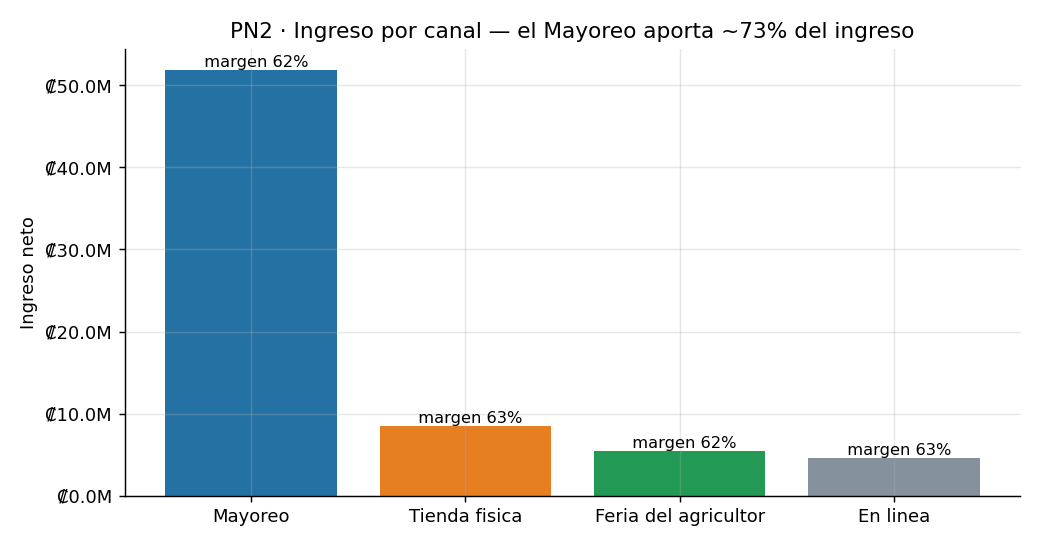 PN2 · Ingreso por canal — el Mayoreo aporta ~73% del ingreso
Ingreso neto
₡50.0M
₡40.0M
₡30.0M
₡20.0M
₡10.0M
₡0.0M
margen 62%
margen 63%
margen 62%
margen 63%
Mayoreo
Tienda fisica
Feria del agricultor
En linea